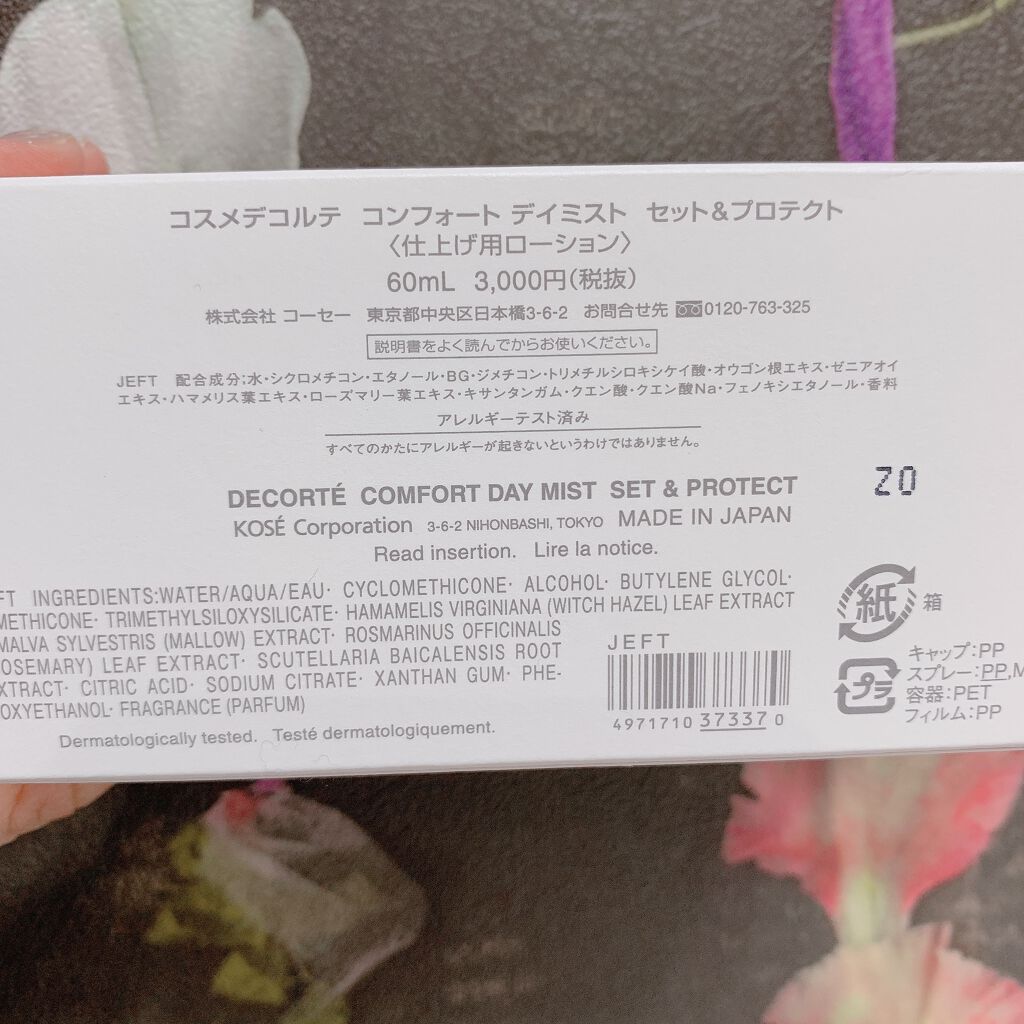 コスメデコルテ コンフォート デイミスト セット&プロテクト
〈仕上げ用ローション〉
60mL 3,000円(税抜)
株式会社 コーセー 東京都中央区日本橋3-6-2 お問合せ先 0120-763-325
説明書をよく読んでからお使いください。
JEFT 配合成分:水・シクロメチコン・エタノール・BG・ジメチコン・トリメチルシロキシケイ酸・オウゴン根エキス・ゼニアオイ
エキス・ハマメリス葉エキス・ローズマリー葉エキス・キサンタンガム・クエン酸・クエン酸Na・フェノキシエタノール・香料
アレルギーテスト済み
すべてのかたにアレルギーが起きないというわけではありません。
DECORTÉ COMFORT DAY MIST SET & PROTECT
KOSÉ Corporation 3-6-2 NIHONBASHI, TOKYO MADE IN JAPAN
Read insertion. Lire la notice.
ZO
FT INGREDIENTS:WATER/AQUA/EAU· CYCLOMETHICONE· ALCOHOL· BUTYLENE GLYCOL·
METHICONE· TRIMETHYLSILOXYSILICATE· HAMAMELIS VIRGINIANA (WITCH HAZEL) LEAF EXTRACT
MALVA SYLVESTRIS (MALLOW) EXTRACT· ROSMARINUS OFFICINALIS
OSEMARY) LEAF EXTRACT· SCUTELLARIA BAICALENSIS ROOT
XTRACT· CITRIC ACID· SODIUM CITRATE· XANTHAN GUM· PHE-
OXYETHANOL· FRAGRANCE (PARFUM)
Dermatologically tested. Testé dermatologiquement.
JEFT
4971710 37337 0
紙 箱
プラ
キャップ:PP
スプレー:PP,M
容器:PET
フィルム:PP